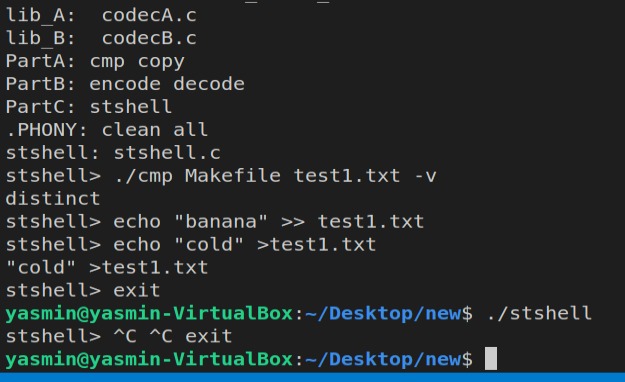 lib_A:  codecA.c
lib_B:  codecB.c
PartA: cmp copy
PartB: encode decode
PartC: stshell
.PHONY: clean all
stshell: stshell.c
stshell> ./cmp Makefile test1.txt -v
distinct
stshell> echo "banana" >> test1.txt
stshell> echo "cold" >test1.txt
"cold" >test1.txt
stshell> exit
yasmin@yasmin-VirtualBox:~/Desktop/new$ ./stshell
stshell> ^C ^C exit
yasmin@yasmin-VirtualBox:~/Desktop/new$